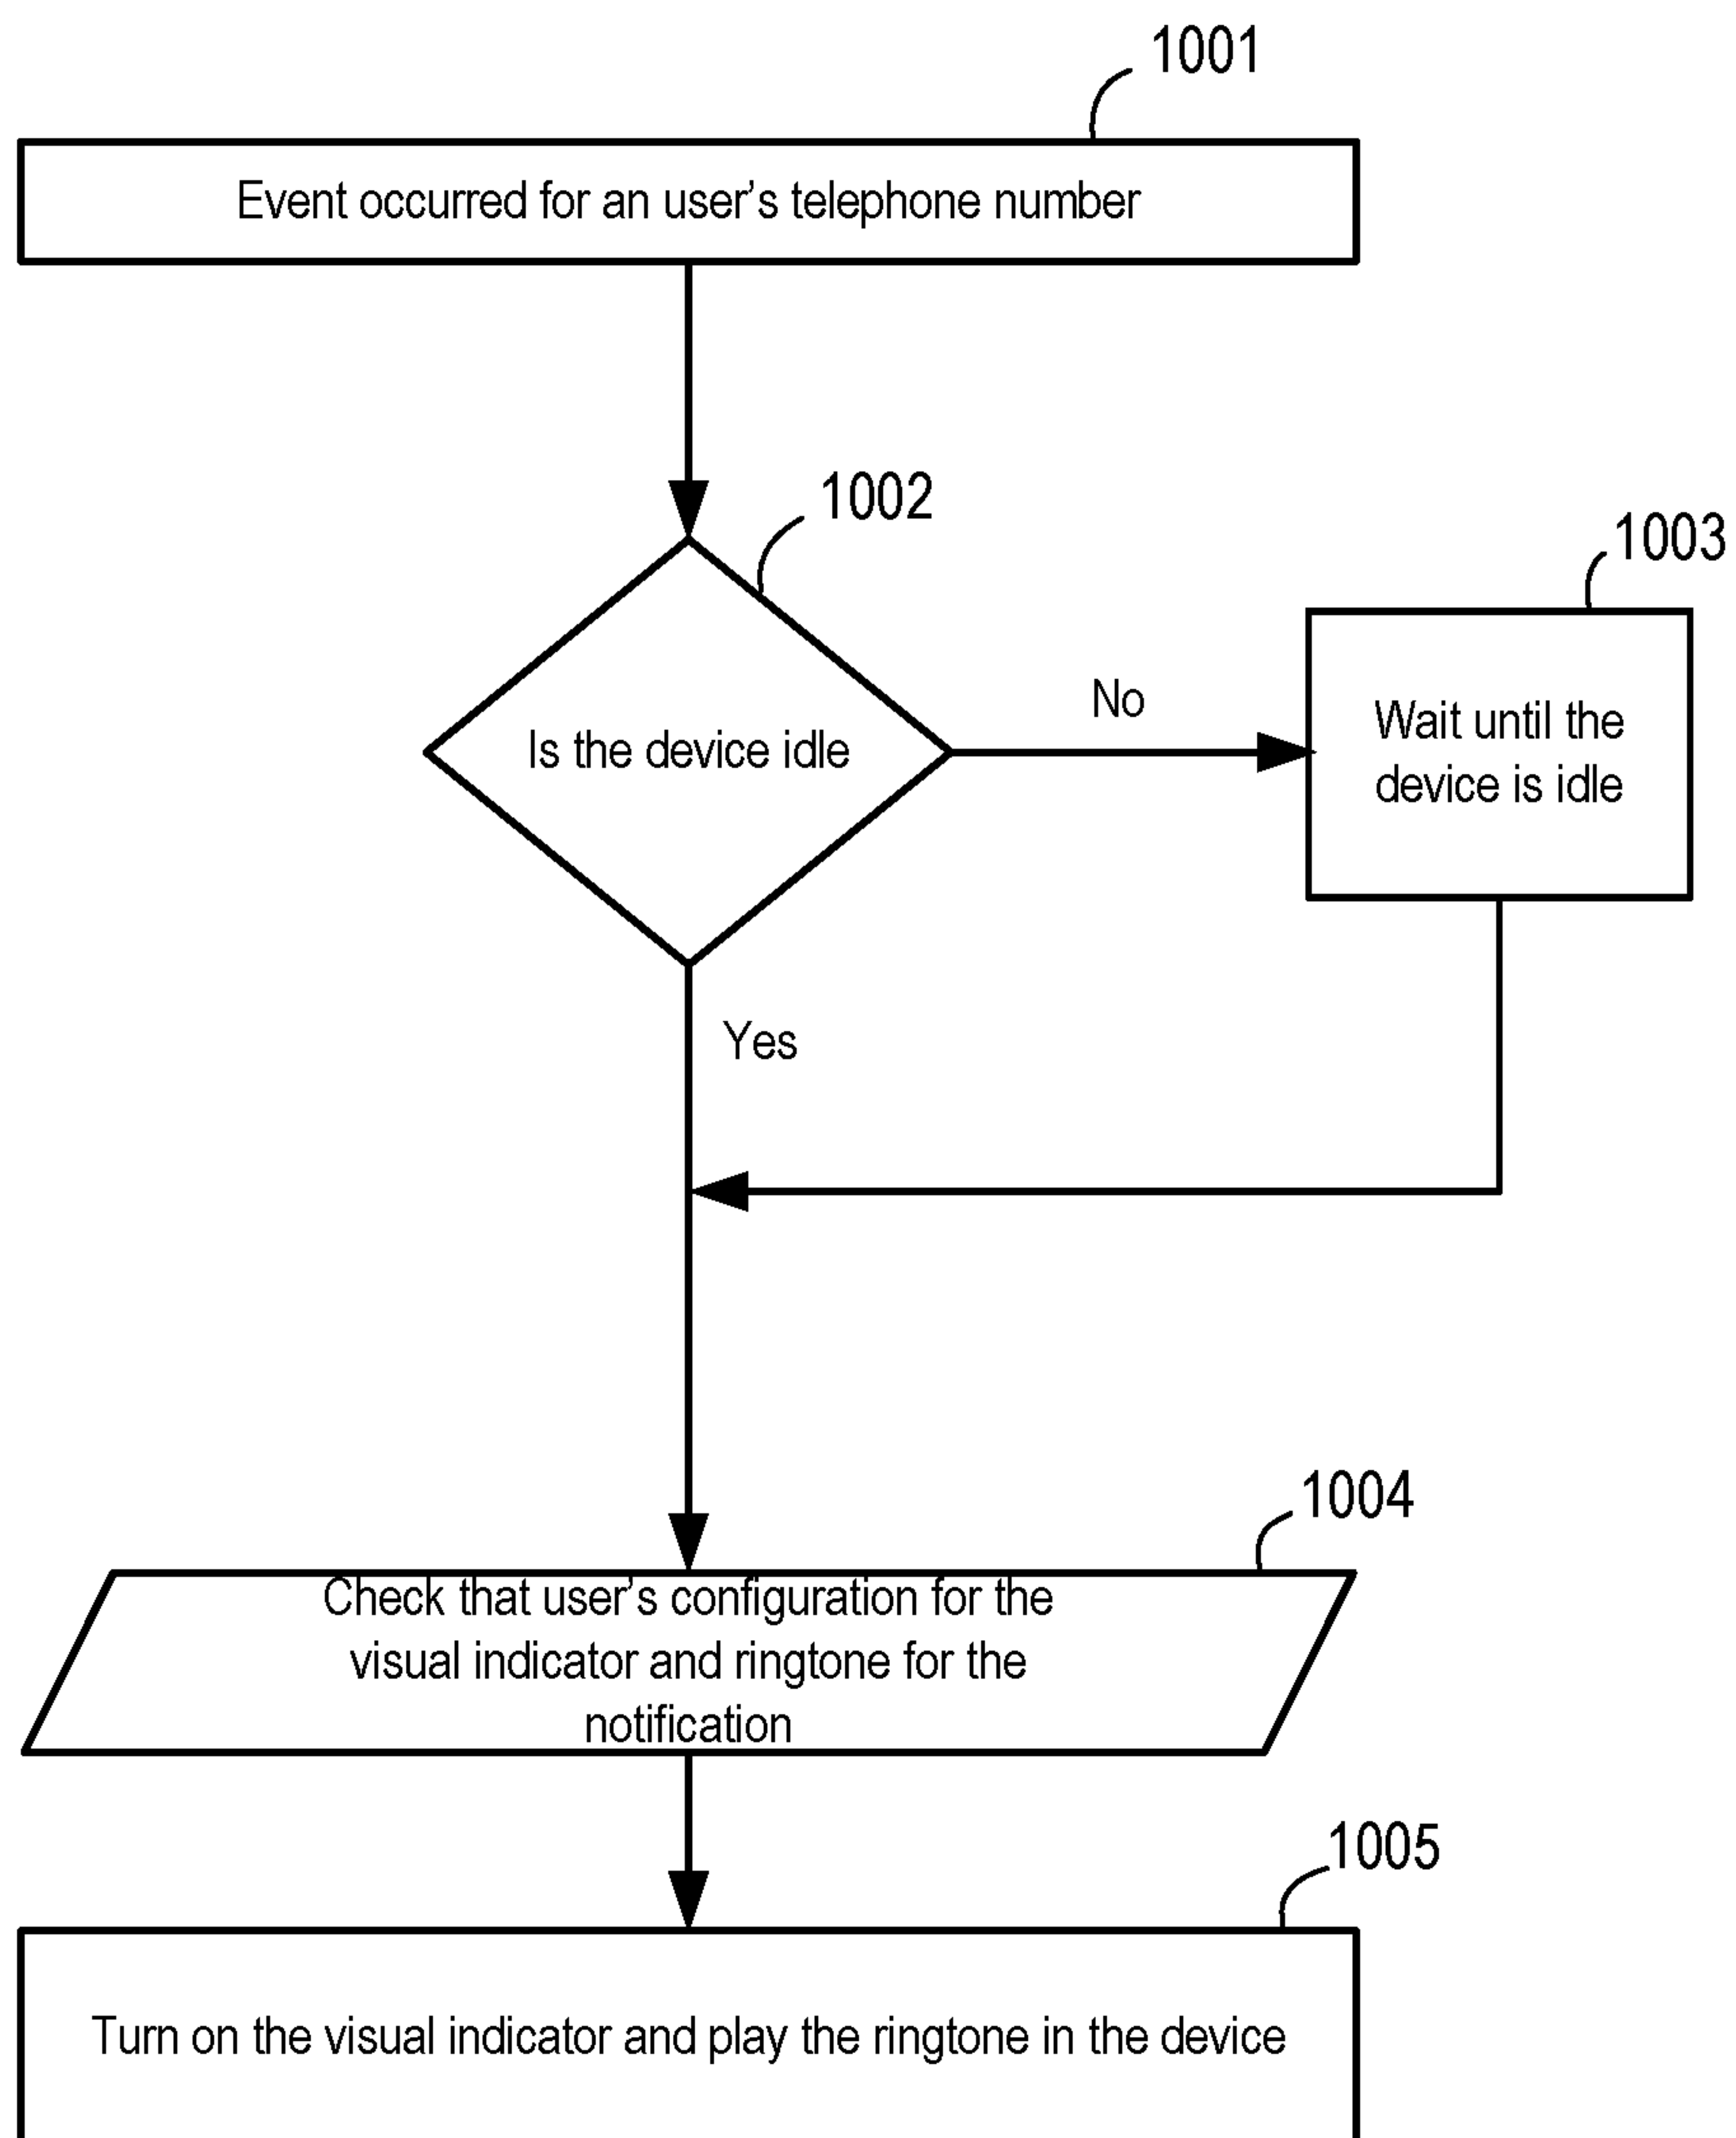 1001
Event occurred for an user’s telephone number
1002
1003
Is the device idle
No
Wait until the
device is idle
Yes
1004
Check that user’s configuration for the
visual indicator and ringtone for the
notification
1005
Turn on the visual indicator and play the ringtone in the device